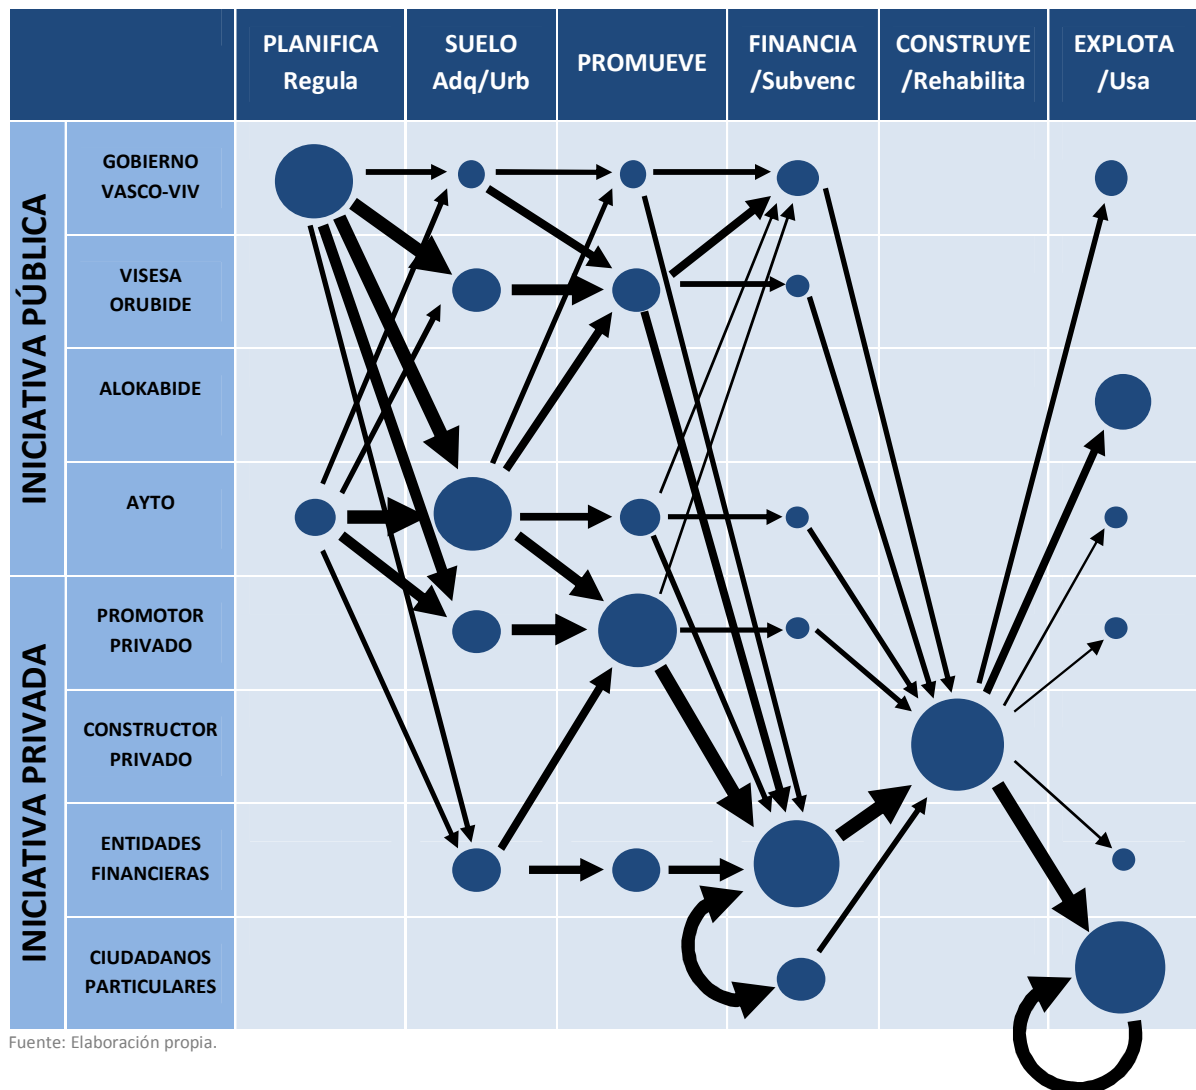 PLANIFICA
Regula
SUELO
Adq/Urb
PROMUEVE
FINANCIA
/Subvenc
CONSTRUYE
/Rehabilita
EXPLOTA
/Usa
INICIATIVA PÚBLICA
GOBIERNO
VASCO-VIV
VISESA
ORUBIDE
ALOKABIDE
AYTO
INICIATIVA PRIVADA
PROMOTOR
PRIVADO
CONSTRUCTOR
PRIVADO
ENTIDADES
FINANCIERAS
CIUDADANOS
PARTICULARES
Fuente: Elaboración propia.